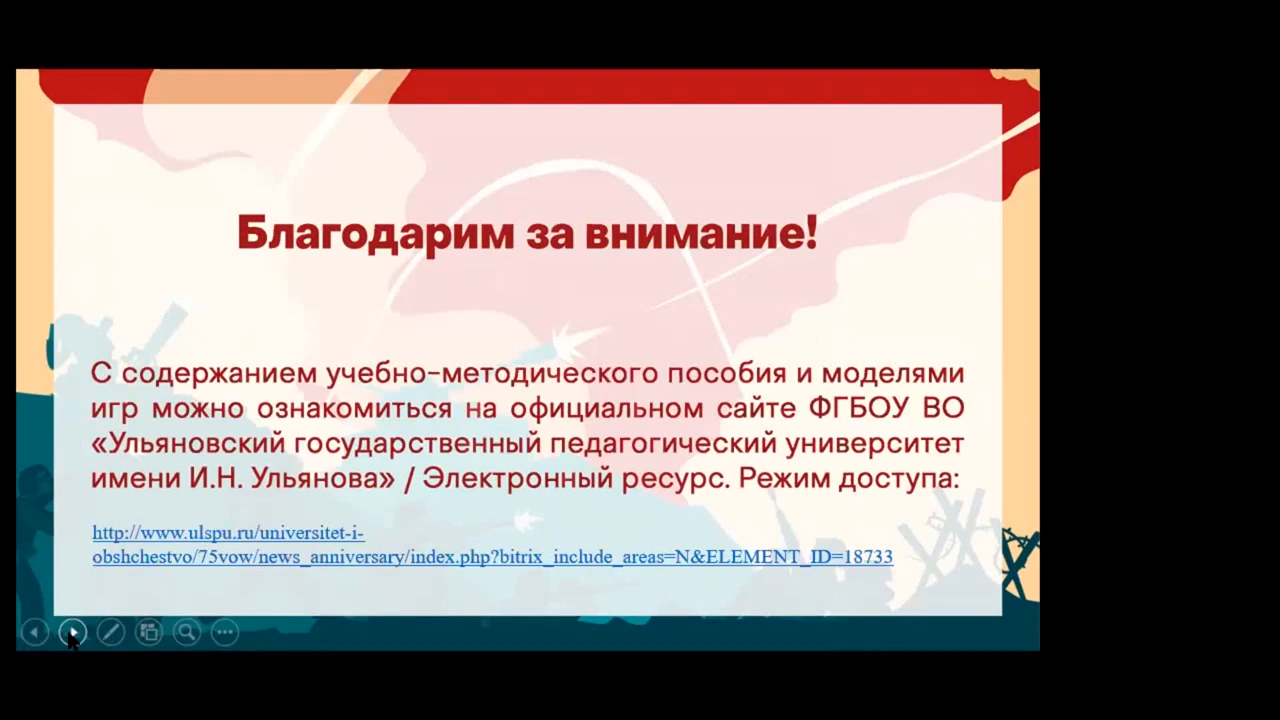 Благодарим за внимание!
С содержанием учебно-методического пособия и моделями
игр можно ознакомиться на официальном сайте ФГБОУ ВО
«Ульяновский государственный педагогический университет
имени И.Н. Ульянова» / Электронный ресурс. Режим доступа:
http://www.ulspu.ru/universitet-i-
obshchestvo/75vow/news_anniversary/index.php?bitrix_include_areas=N&ELEMENT_ID=18733